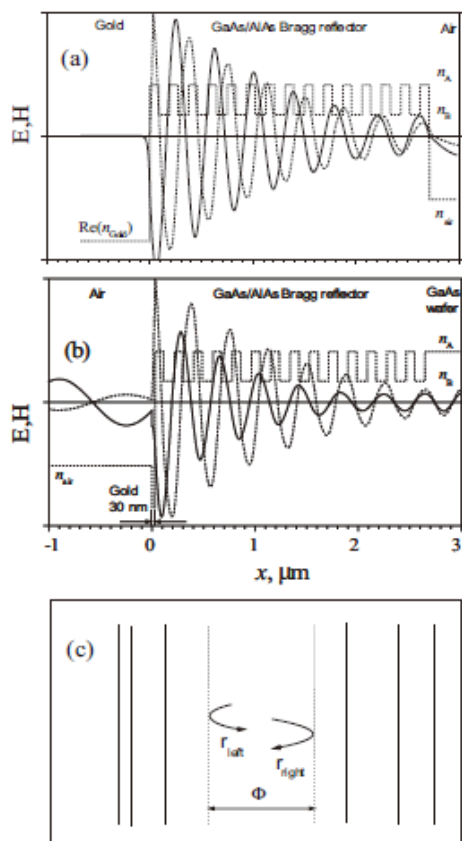 Gold GaAs/AlAs Bragg reflector Air
(a)
n_A
n_B
E,H
Re(n_Gold)
n_air
Air GaAs/AlAs Bragg reflector GaAs
wafer
(b)
n_A
n_B
E,H
n_air
Gold
30 nm
-1 0 1 2 3
x, μm
(c)
r_left
r_right
Φ